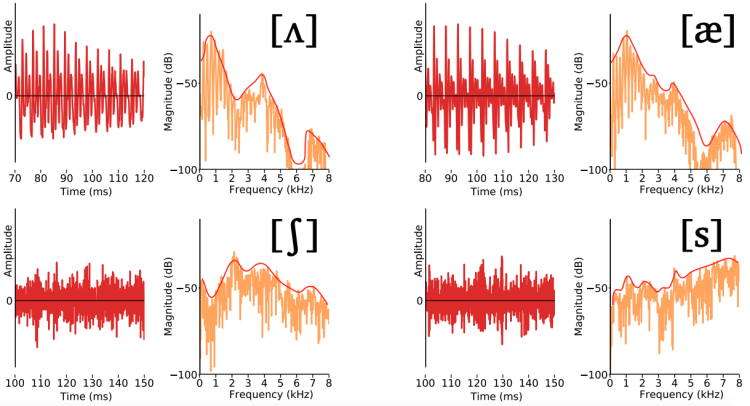 Amplitude
0
70 80 90 100 110 120
Time (ms)
[ʌ]
Magnitude (dB)
−50
−100
0 1 2 3 4 5 6 7 8
Frequency (kHz)
Amplitude
0
80 90 100 110 120 130
Time (ms)
[æ]
Magnitude (dB)
−50
−100
0 1 2 3 4 5 6 7 8
Frequency (kHz)
Amplitude
0
100 110 120 130 140 150
Time (ms)
[ʃ]
Magnitude (dB)
−50
−100
0 1 2 3 4 5 6 7 8
Frequency (kHz)
Amplitude
0
100 110 120 130 140 150
Time (ms)
[s]
Magnitude (dB)
−50
−100
0 1 2 3 4 5 6 7 8
Frequency (kHz)